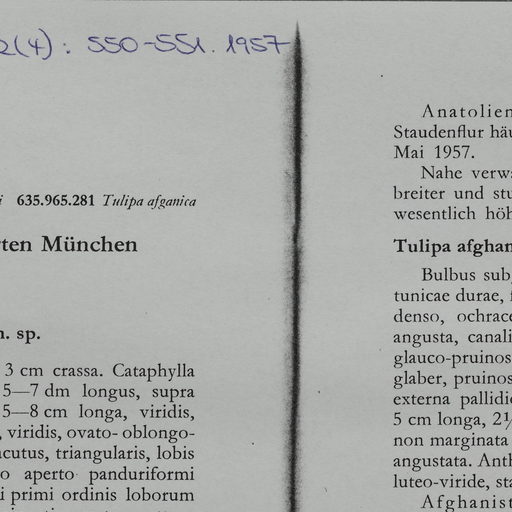 2(4): 550-551. 1957
635.965.281 Tulipa afganica
rten München
n. sp.
3 cm crassa. Cataphylla
5—7 dm longus, supra
5—8 cm longa, viridis,
, viridis, ovato- oblongo-
acutus, triangularis, lobis
o aperto panduriformi
i primi ordinis loborum
Anatolien
Staudenflur häu
Mai 1957.
Nahe verwa
breiter und stu
wesentlich höh
Tulipa afghan
Bulbus sub
tunicae durae, f
denso, ochrace
angusta, canali
glauco-pruinos
glaber, pruinos
externa pallidi
5 cm longa, 2½
non marginata
angustata. Anth
luteo-viride, sta
Afghanist